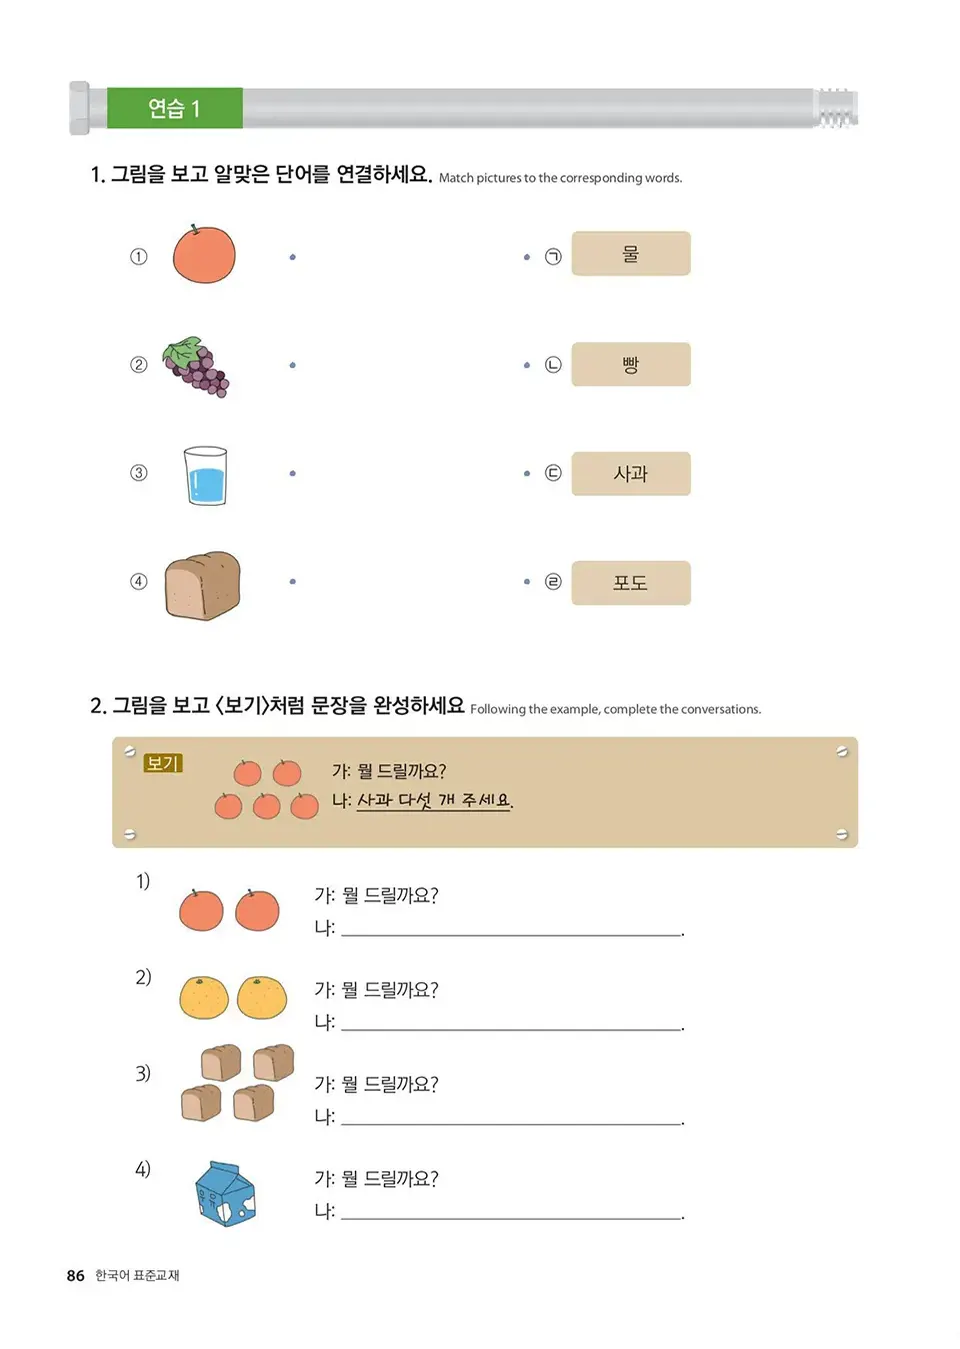 연습 1
1. 그림을 보고 알맞은 단어를 연결하세요. Match pictures to the corresponding words.
① ㉠ 물
② ㉡ 빵
③ ㉢ 사과
④ ㉣ 포도
2. 그림을 보고 〈보기〉처럼 문장을 완성하세요 Following the example, complete the conversations.
보기
가: 뭘 드릴까요?
나: 사과 다섯 개 주세요.
1)
가: 뭘 드릴까요?
나: .
2)
가: 뭘 드릴까요?
나: .
3)
가: 뭘 드릴까요?
나: .
4)
우유
가: 뭘 드릴까요?
나: .
86 한국어 표준교재